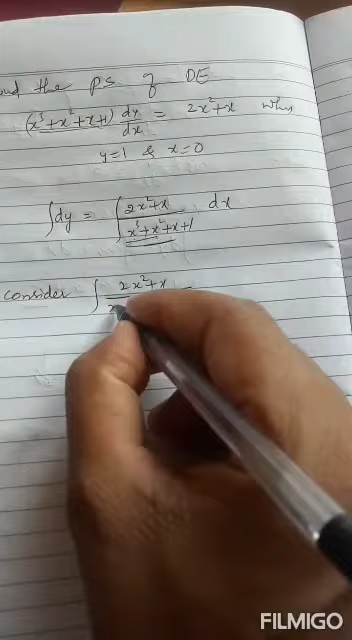 the PS of DE
(x³+x²+x+1) dy/dx = 2x²+x when
y=1 & x=0
∫dy = ∫ 2x²+x / x³+x²+x+1 dx
consider ∫ 2x²+x
FILMIGO